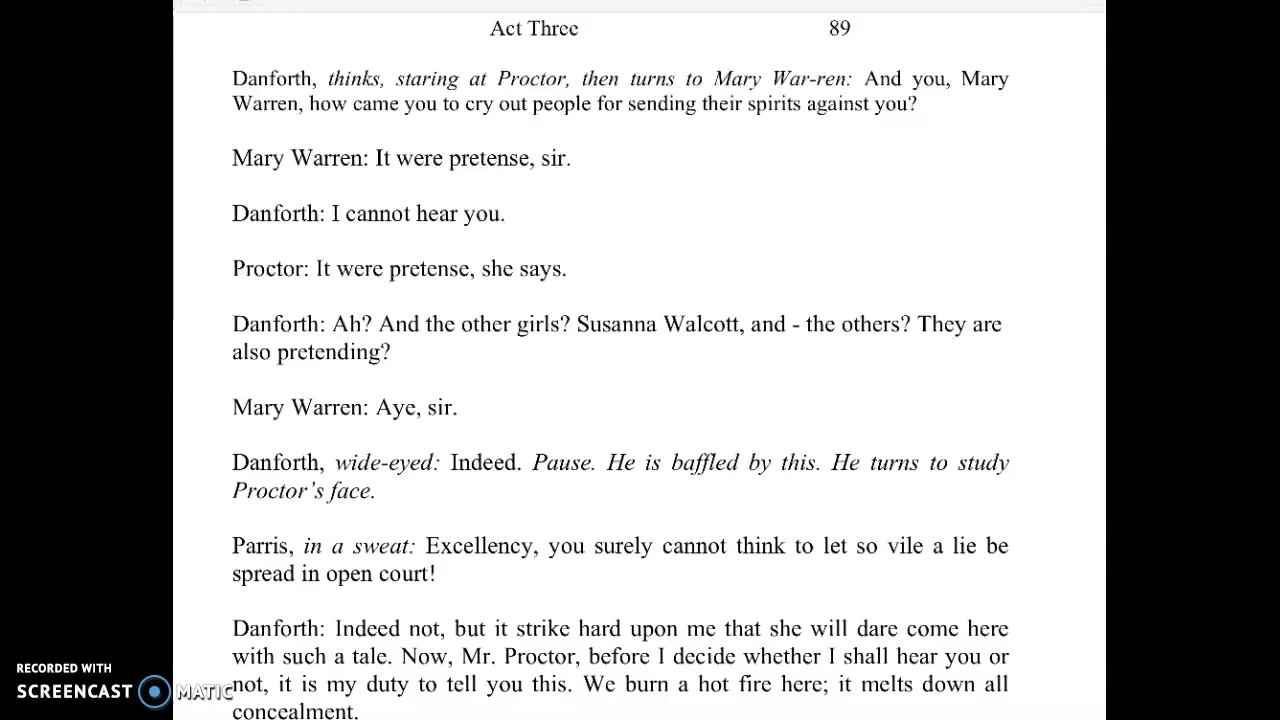 Act Three 89
Danforth, thinks, staring at Proctor, then turns to Mary War-ren: And you, Mary
Warren, how came you to cry out people for sending their spirits against you?
Mary Warren: It were pretense, sir.
Danforth: I cannot hear you.
Proctor: It were pretense, she says.
Danforth: Ah? And the other girls? Susanna Walcott, and - the others? They are
also pretending?
Mary Warren: Aye, sir.
Danforth, wide-eyed: Indeed. Pause. He is baffled by this. He turns to study
Proctor's face.
Parris, in a sweat: Excellency, you surely cannot think to let so vile a lie be
spread in open court!
Danforth: Indeed not, but it strike hard upon me that she will dare come here
with such a tale. Now, Mr. Proctor, before I decide whether I shall hear you or
not, it is my duty to tell you this. We burn a hot fire here; it melts down all
concealment.
RECORDED WITH
SCREENCAST MATIC